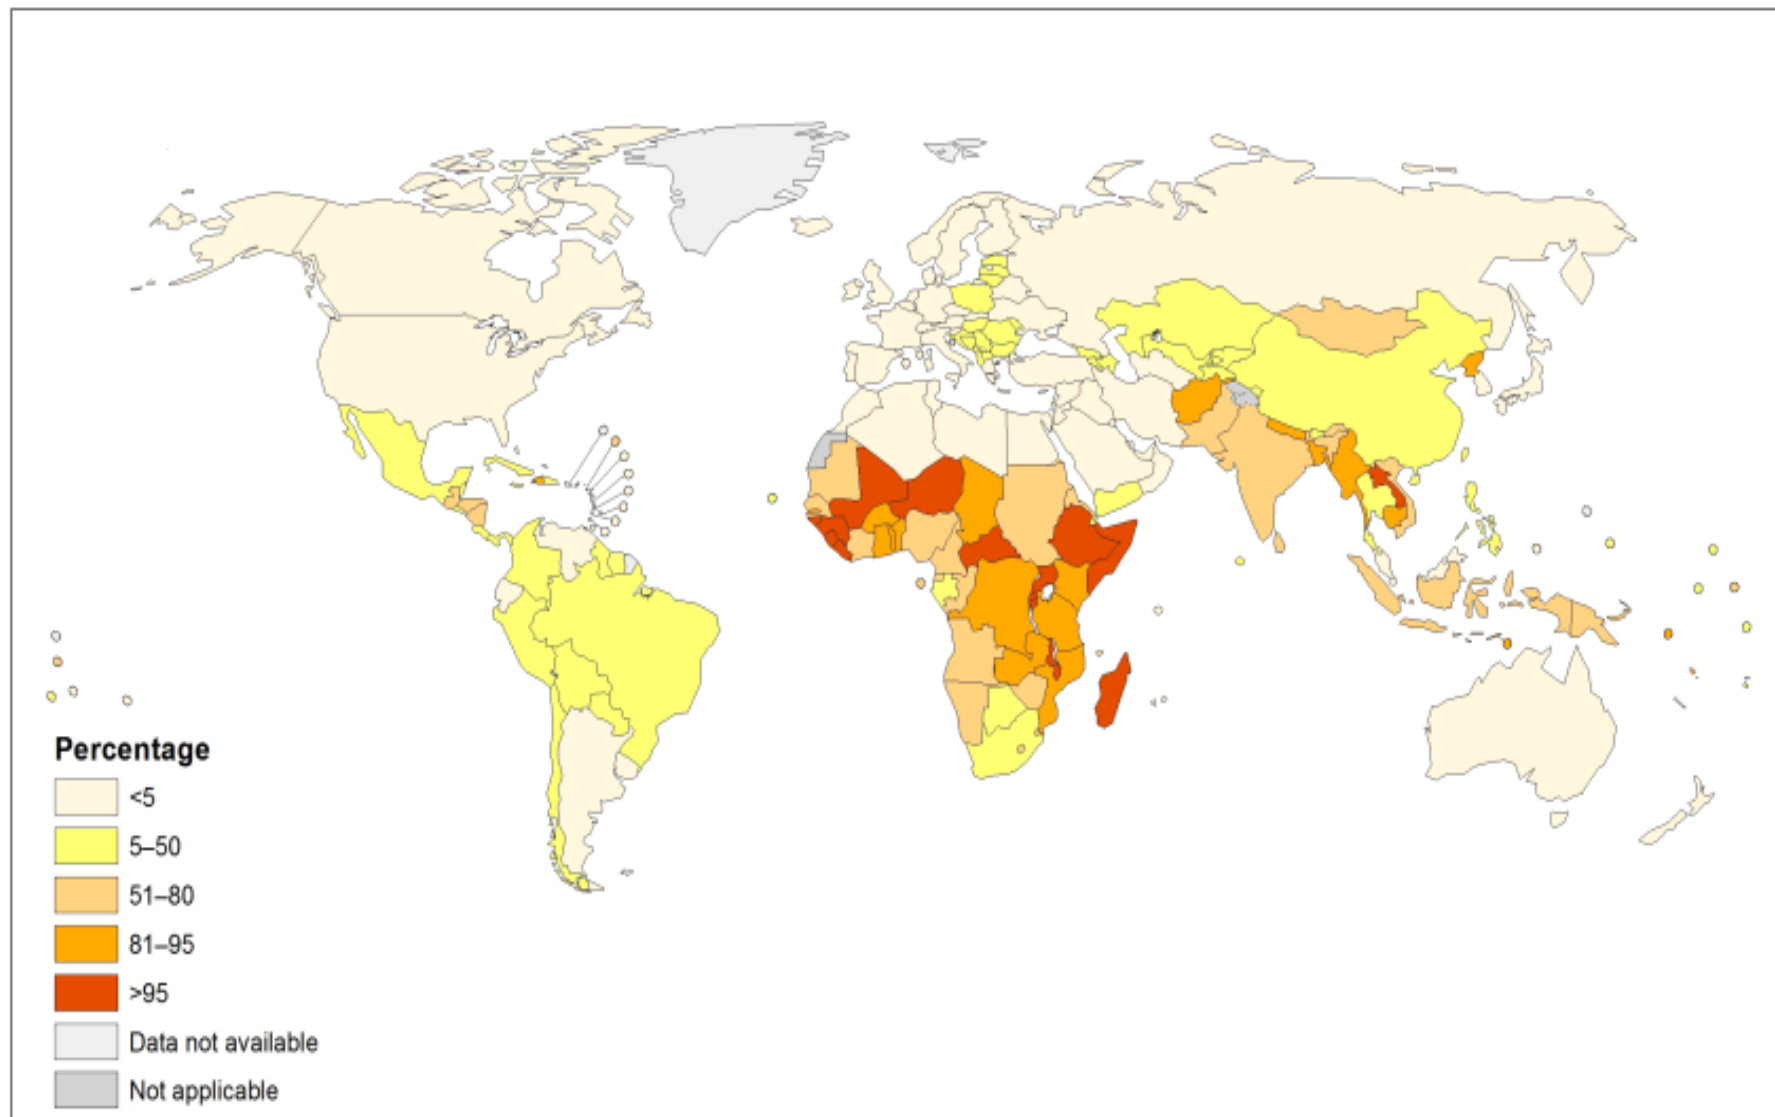 Percentage
<5
5–50
51–80
81–95
>95
Data not available
Not applicable